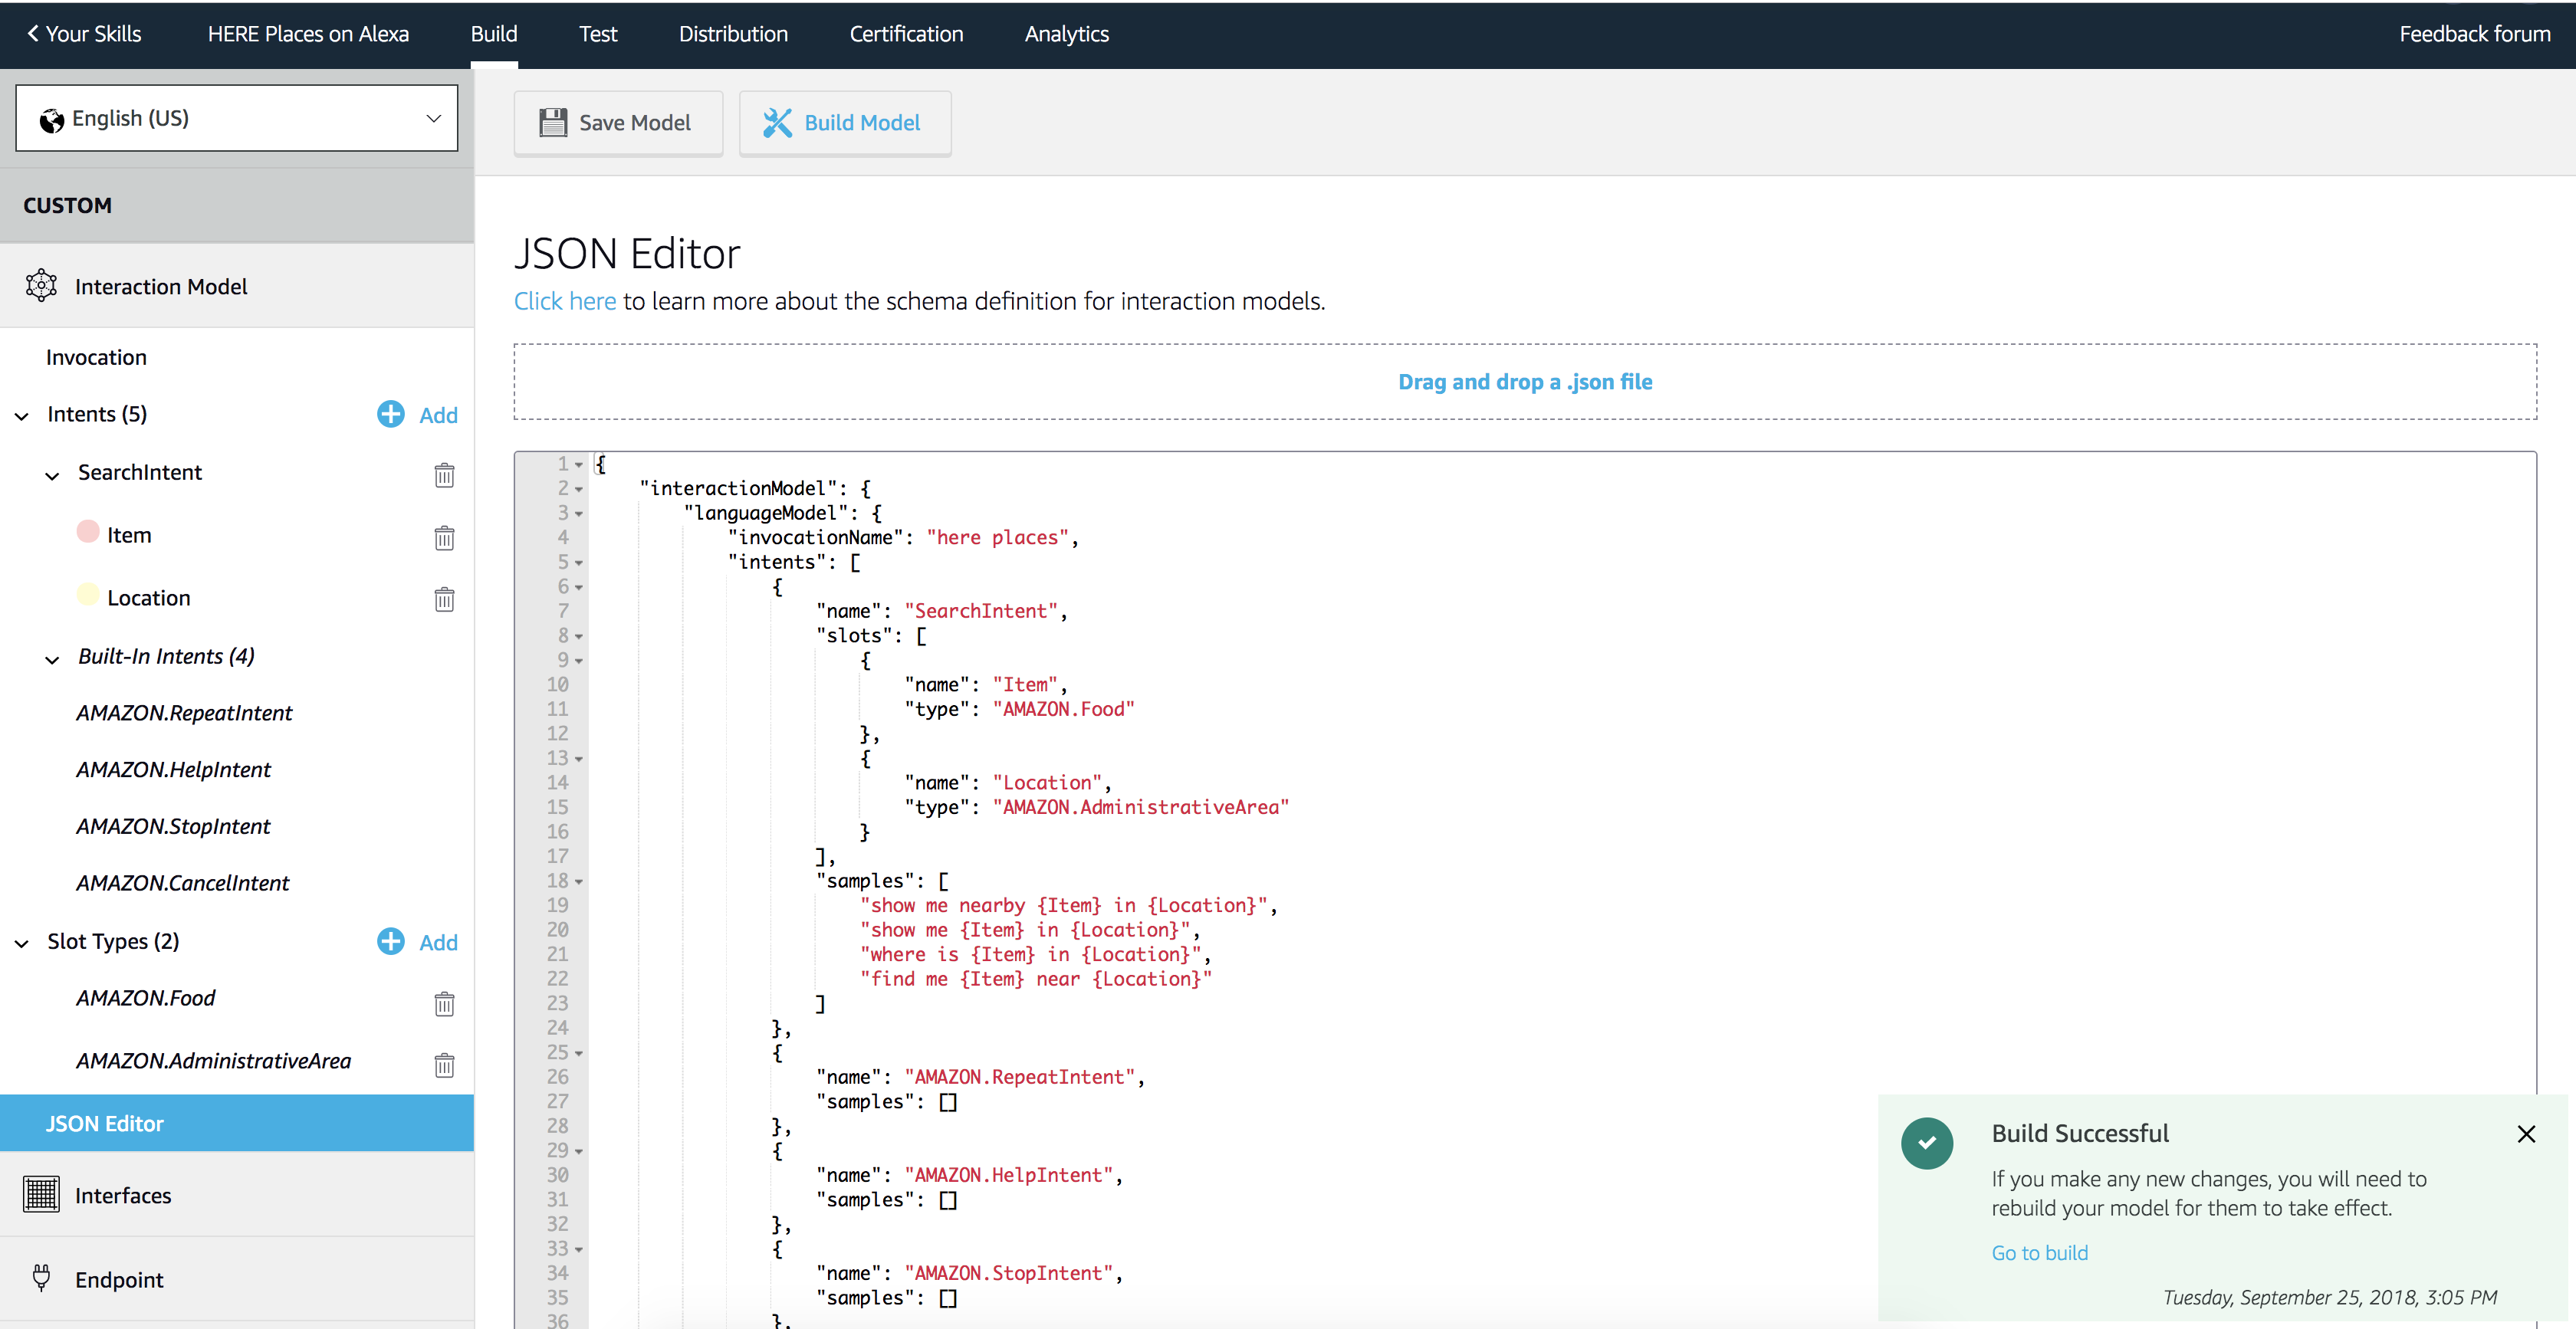 Your Skills HERE Places on Alexa Build Test Distribution Certification Analytics Feedback forum
English (US)
CUSTOM
Interaction Model
Invocation
Intents (5) Add
SearchIntent
Item
Location
Built-In Intents (4)
AMAZON.RepeatIntent
AMAZON.HelpIntent
AMAZON.StopIntent
AMAZON.CancelIntent
Slot Types (2) Add
AMAZON.Food
AMAZON.AdministrativeArea
JSON Editor
Interfaces
Endpoint
Save Model Build Model
JSON Editor
Click here to learn more about the schema definition for interaction models.
Drag and drop a .json file
1 {
2 "interactionModel": {
3 "languageModel": {
4 "invocationName": "here places",
5 "intents": [
6 {
7 "name": "SearchIntent",
8 "slots": [
9 {
10 "name": "Item",
11 "type": "AMAZON.Food"
12 },
13 {
14 "name": "Location",
15 "type": "AMAZON.AdministrativeArea"
16 }
17 ],
18 "samples": [
19 "show me nearby {Item} in {Location}",
20 "show me {Item} in {Location}",
21 "where is {Item} in {Location}",
22 "find me {Item} near {Location}"
23 ]
24 },
25 {
26 "name": "AMAZON.RepeatIntent",
27 "samples": []
28 },
29 {
30 "name": "AMAZON.HelpIntent",
31 "samples": []
32 },
33 {
34 "name": "AMAZON.StopIntent",
35 "samples": []
36 },
Build Successful
If you make any new changes, you will need to
rebuild your model for them to take effect.
Go to build
Tuesday, September 25, 2018, 3:05 PM